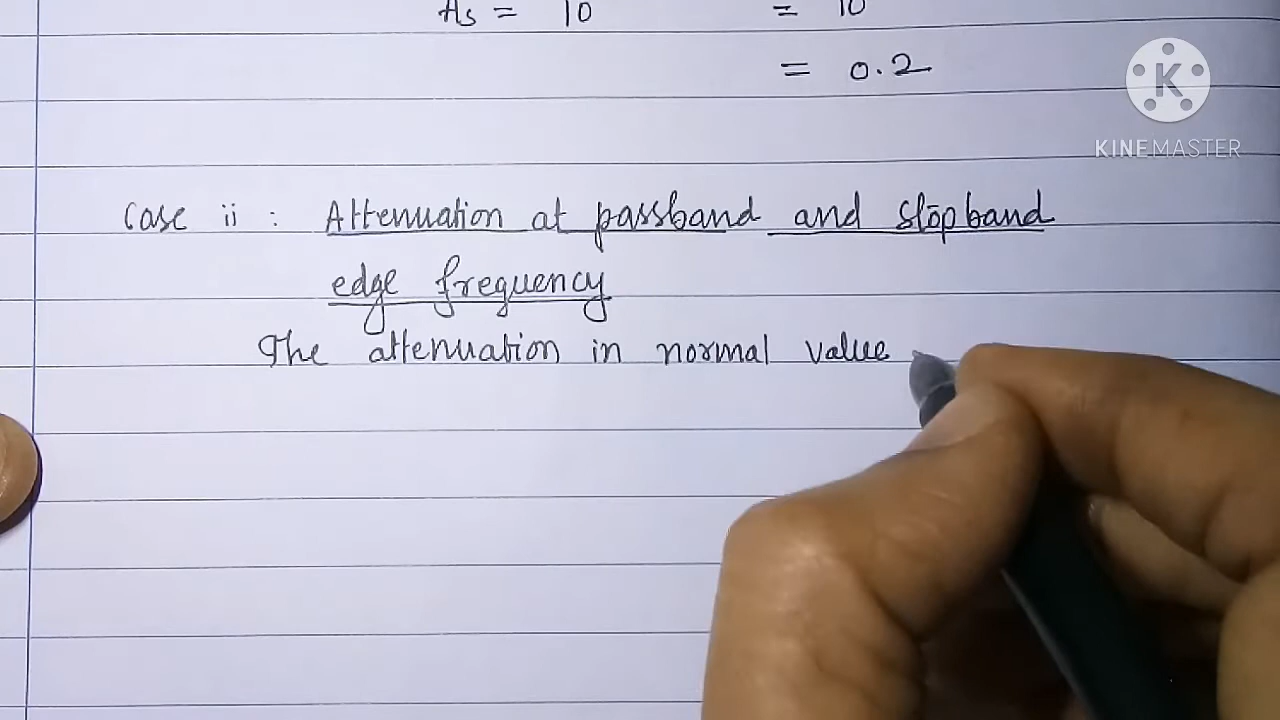 As = 10 = 10
= 0.2
K
KINEMASTER
Case ii : Attenuation at passband and stopband
edge frequency
The attenuation in normal value